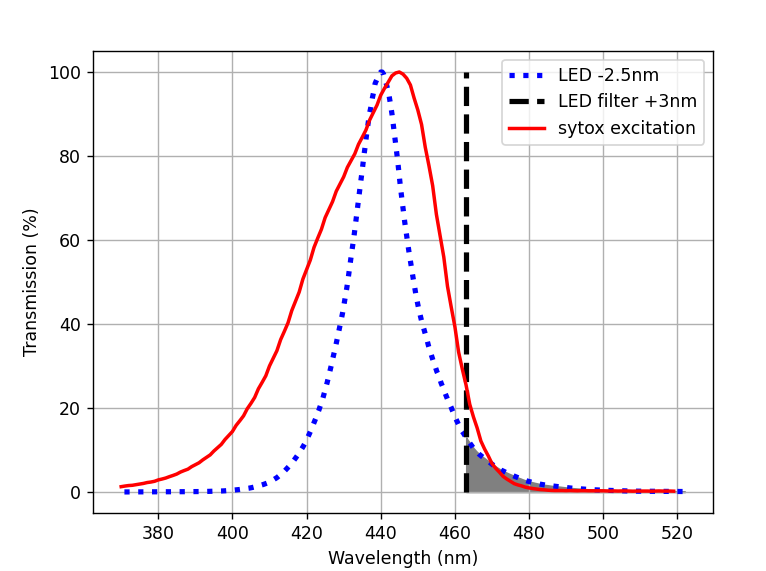 LED -2.5nm
LED filter +3nm
sytox excitation
100
80
60
40
20
0
Transmission (%)
380 400 420 440 460 480 500 520
Wavelength (nm)